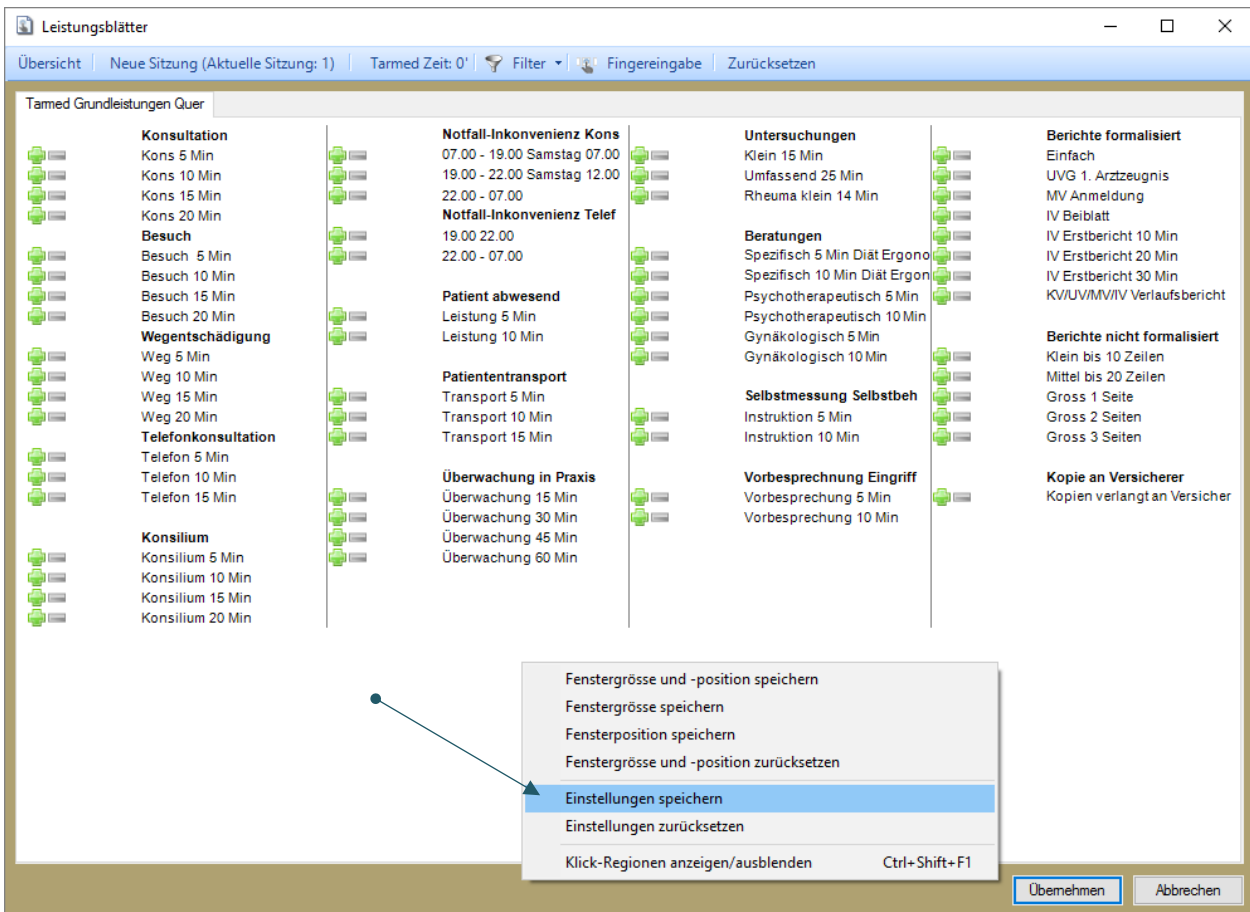 Leistungsblätter
Übersicht Neue Sitzung (Aktuelle Sitzung: 1) Tarmed Zeit: 0' Filter Fingereingabe Zurücksetzen
Tarmed Grundleistungen Quer
Konsultation
Kons 5 Min
Kons 10 Min
Kons 15 Min
Kons 20 Min
Besuch
Besuch 5 Min
Besuch 10 Min
Besuch 15 Min
Besuch 20 Min
Wegentschädigung
Weg 5 Min
Weg 10 Min
Weg 15 Min
Weg 20 Min
Telefonkonsultation
Telefon 5 Min
Telefon 10 Min
Telefon 15 Min
Konsilium
Konsilium 5 Min
Konsilium 10 Min
Konsilium 15 Min
Konsilium 20 Min
Notfall-Inkonvenienz Kons
07.00 - 19.00 Samstag 07.00
19.00 - 22.00 Samstag 12.00
22.00 - 07.00
Notfall-Inkonvenienz Telef
19.00 22.00
22.00 - 07.00
Patient abwesend
Leistung 5 Min
Leistung 10 Min
Patiententransport
Transport 5 Min
Transport 10 Min
Transport 15 Min
Überwachung in Praxis
Überwachung 15 Min
Überwachung 30 Min
Überwachung 45 Min
Überwachung 60 Min
Untersuchungen
Klein 15 Min
Umfassend 25 Min
Rheuma klein 14 Min
Beratungen
Spezifisch 5 Min Diät Ergono
Spezifisch 10 Min Diät Ergon
Psychotherapeutisch 5 Min
Psychotherapeutisch 10 Min
Gynäkologisch 5 Min
Gynäkologisch 10 Min
Selbstmessung Selbstbeh
Instruktion 5 Min
Instruktion 10 Min
Vorbesprechnung Eingriff
Vorbesprechung 5 Min
Vorbesprechung 10 Min
Berichte formalisiert
Einfach
UVG 1. Arztzeugnis
MV Anmeldung
IV Beiblatt
IV Erstbericht 10 Min
IV Erstbericht 20 Min
IV Erstbericht 30 Min
KV/UV/MV/IV Verlaufsbericht
Berichte nicht formalisiert
Klein bis 10 Zeilen
Mittel bis 20 Zeilen
Gross 1 Seite
Gross 2 Seiten
Gross 3 Seiten
Kopie an Versicherer
Kopien verlangt an Versicher
Fenstergrösse und -position speichern
Fenstergrösse speichern
Fensterposition speichern
Fenstergrösse und -position zurücksetzen
Einstellungen speichern
Einstellungen zurücksetzen
Klick-Regionen anzeigen/ausblenden Ctrl+Shift+F1
Übernehmen Abbrechen